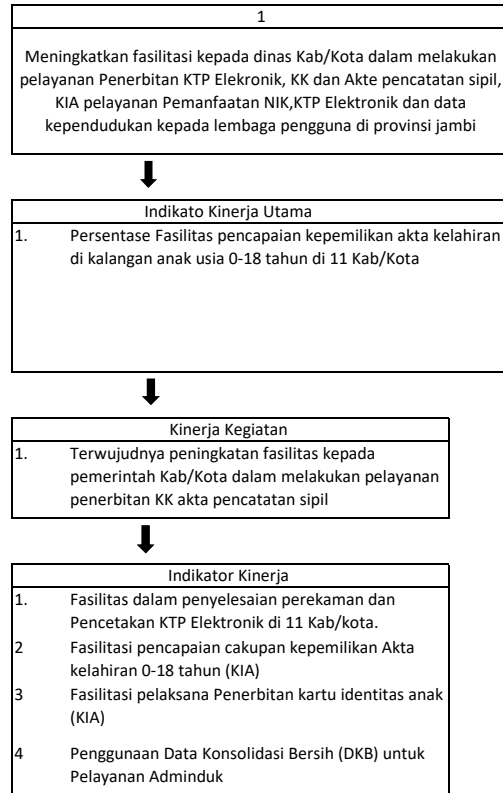 1
Meningkatkan fasilitasi kepada dinas Kab/Kota dalam melakukan
pelayanan Penerbitan KTP Elekronik, KK dan Akte pencatatan sipil,
KIA pelayanan Pemanfaatan NIK,KTP Elektronik dan data
kependudukan kepada lembaga pengguna di provinsi jambi
Indikato Kinerja Utama
1. Persentase Fasilitas pencapaian kepemilikan akta kelahiran
di kalangan anak usia 0-18 tahun di 11 Kab/Kota
Kinerja Kegiatan
1. Terwujudnya peningkatan fasilitas kepada
pemerintah Kab/Kota dalam melakukan pelayanan
penerbitan KK akta pencatatan sipil
Indikator Kinerja
1. Fasilitas dalam penyelesaian perekaman dan
Pencetakan KTP Elektronik di 11 Kab/kota.
2 Fasilitasi pencapaian cakupan kepemilikan Akta
kelahiran 0-18 tahun (KIA)
3 Fasilitasi pelaksana Penerbitan kartu identitas anak
(KIA)
4 Penggunaan Data Konsolidasi Bersih (DKB) untuk
Pelayanan Adminduk